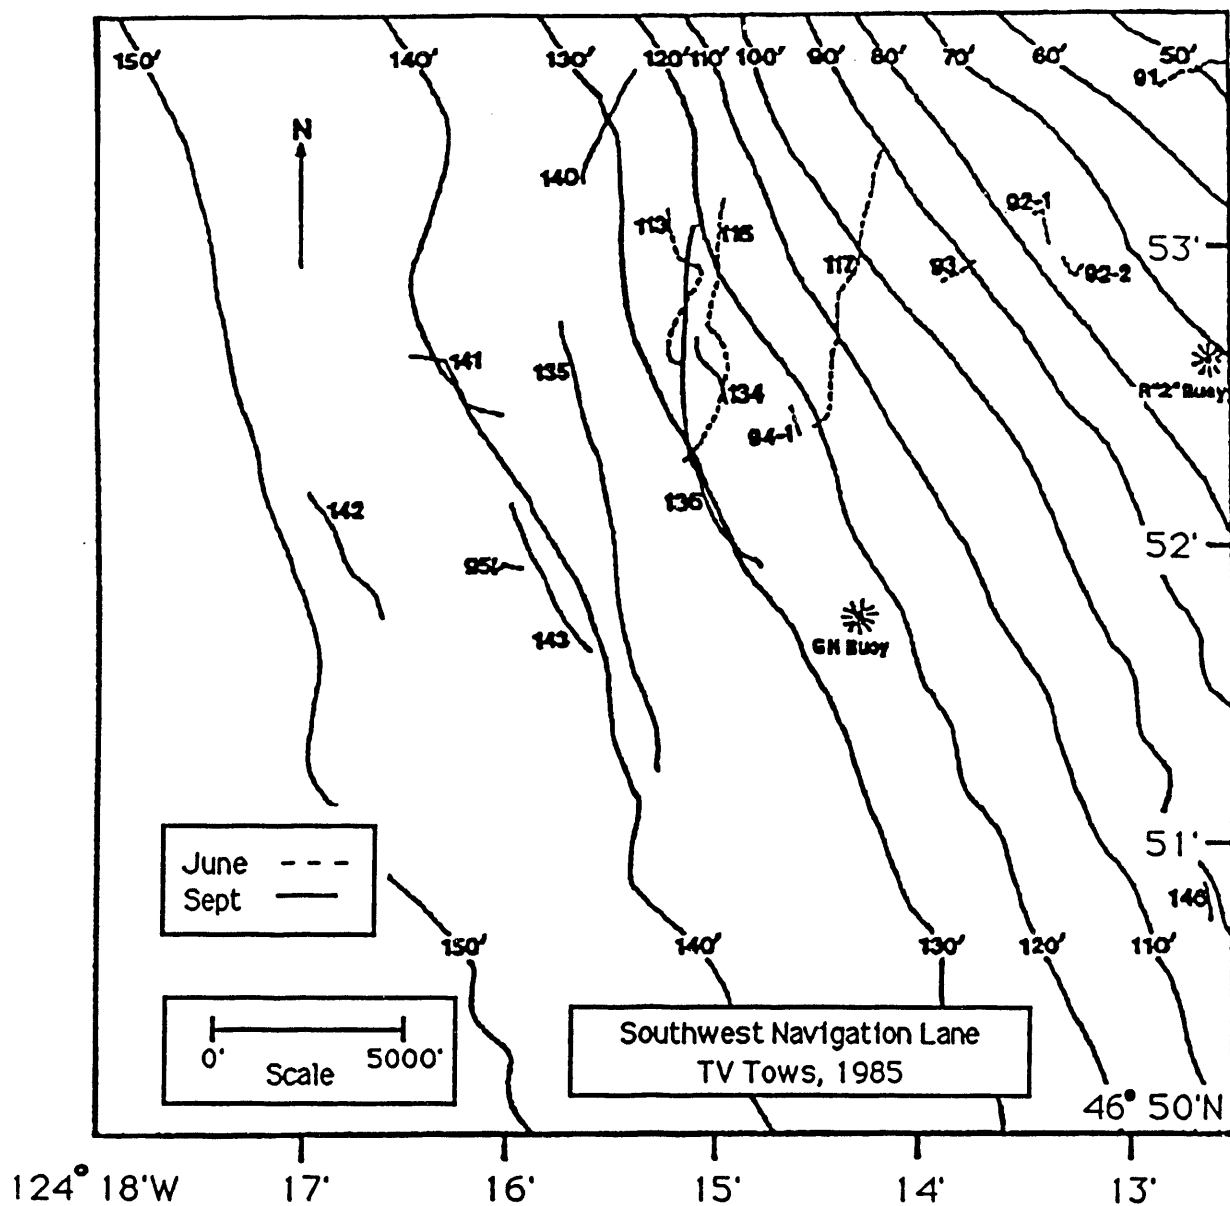 150' 140' 130' 120' 110' 100' 90' 80' 70' 60' 50'
91
N
140
92-1
113 115
53'
117 93 92-2
141 135
R"2" Buoy
134
94-1
136
142
52'
95
143
GH Buoy
51'
June
Sept
146
150' 140' 130' 120' 110'
Southwest Navigation Lane
TV Tows, 1985
0' 5000'
Scale
46° 50'N
124° 18'W 17' 16' 15' 14' 13'